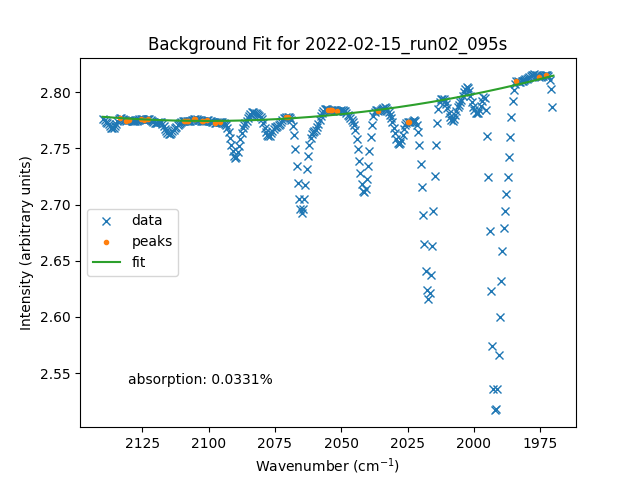 Background Fit for 2022-02-15_run02_095s
Intensity (arbitrary units)
2.80
2.75
2.70
2.65
2.60
2.55
data
peaks
fit
absorption: 0.0331%
2125
2100
2075
2050
2025
2000
1975
Wavenumber (cm⁻¹)